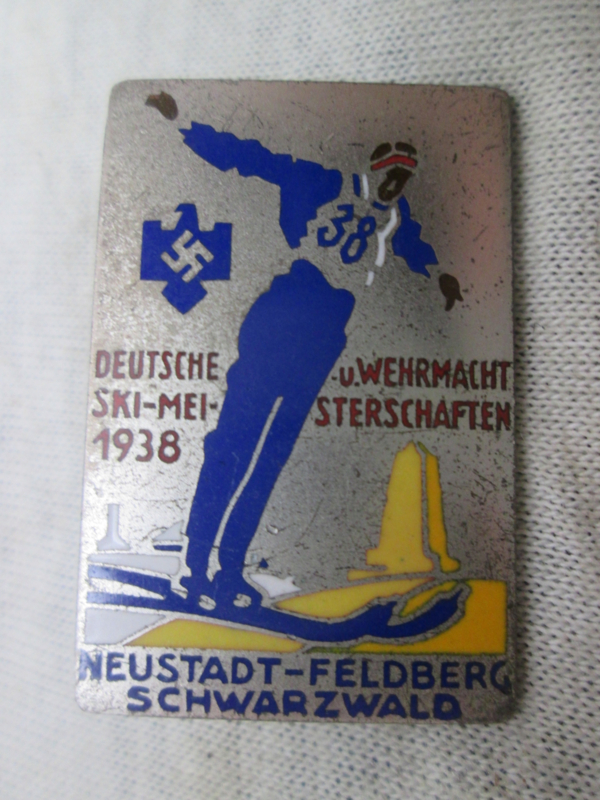 38
DEUTSCHE u.WEHRMACHT
SKI-MEI- STERSCHAFTEN
1938
NEUSTADT-FELDBERG
SCHWARZWALD